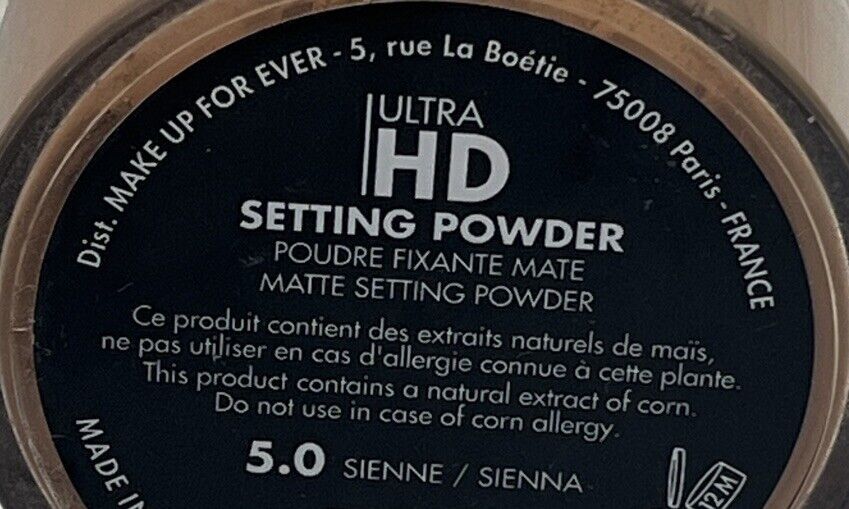 Dist. MAKE UP FOR EVER - 5, rue La Boétie - 75008 Paris - FRANCE
ULTRA
HD
SETTING POWDER
POUDRE FIXANTE MATE
MATTE SETTING POWDER
Ce produit contient des extraits naturels de maïs,
ne pas utiliser en cas d'allergie connue à cette plante.
This product contains a natural extract of corn.
Do not use in case of corn allergy.
5.0 SIENNE / SIENNA
MADE IN
12M